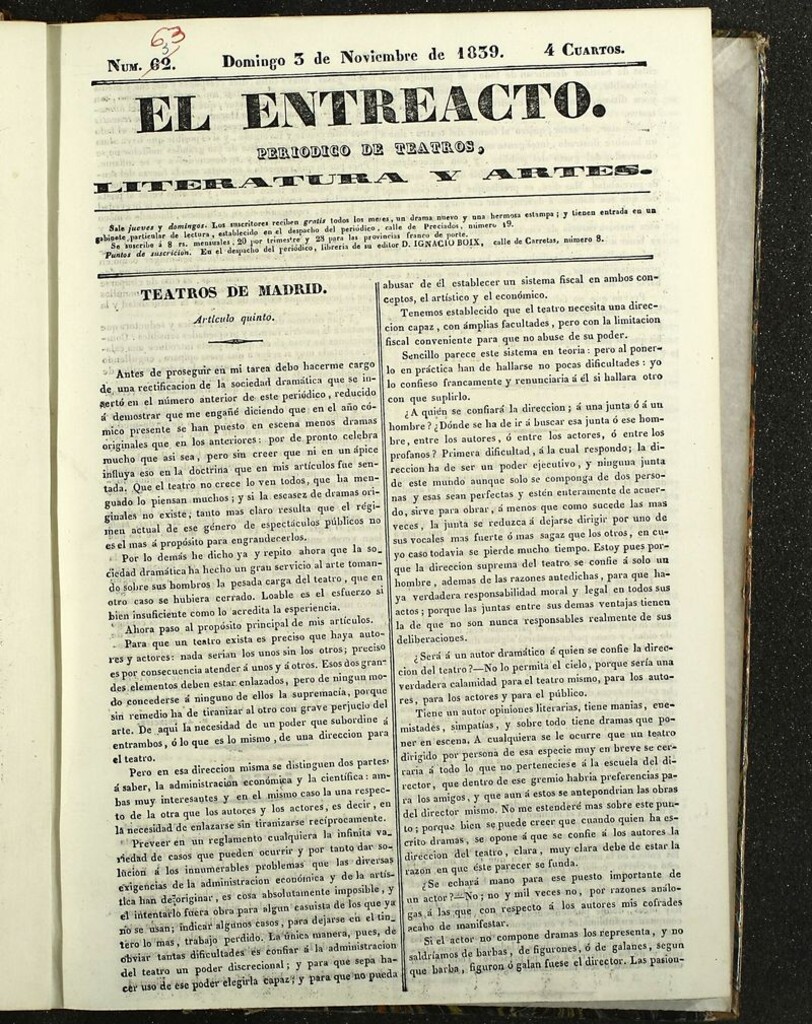 63
3
NUM. 62. Domingo 3 de Noviembre de 1839. 4 CUARTOS.
EL ENTREACTO.
PERIODICO DE TEATROS,
LITERATURA Y ARTES.
Sale jueves y domingos. Los suscritores reciben gratis todos los meses, un drama nuevo y una hermosa estampa; y tienen entrada en un
gabinete particular de lectura, establecido en el despacho del periódico, calle de Preciados, número 19.
Se suscribe á 8 rs. mensuales, 20 por trimestre y 28 para las provincias franco de porte.
Puntos de suscricion. En el despacho del periódico, librería de su editor D. IGNACIO BOIX, calle de Carretas, número 8.
TEATROS DE MADRID.
Artículo quinto.
Antes de proseguir en mi tarea debo hacerme cargo
de una rectificacion de la sociedad dramática que se in-
sertó en el número anterior de este periódico, reducido
á demostrar que me engañé diciendo que en el año có-
mico presente se han puesto en escena menos dramas
originales que en los anteriores: por de pronto celebra
mucho que asi sea, pero sin creer que ni en un ápice
influya eso en la doctrina que en mis artículos fue sen-
tada. Que el teatro no crece lo ven todos, que ha men-
guado lo piensan muchos; y si la escasez de dramas ori-
ginales no existe, tanto mas claro resulta que el régi-
men actual de ese género de espectáculos públicos no
es el mas á propósito para engrandecerlos.
Por lo demás he dicho ya y repito ahora que la so-
ciedad dramática ha hecho un gran servicio al arte toman-
do sobre sus hombros la pesada carga del teatro, que en
otro caso se hubiera cerrado. Loable es el esfuerzo si
bien insuficiente como lo acredita la esperiencia.
Ahora paso al propósito principal de mis artículos.
Para que un teatro exista es preciso que haya auto-
res y actores: nada serian los unos sin los otros; preciso
es por consecuencia atender á unos y á otros. Esos dos gran-
des elementos deben estar enlazados, pero de ningun mo-
do concederse á ninguno de ellos la supremacía, porque
sin remedio ha de tiranizar al otro con grave perjucio del
arte. De aquí la necesidad de un poder que subordine á
entrambos, ó lo que es lo mismo, de una direccion para
el teatro.
Pero en esa direccion misma se distinguen dos partes
á saber, la administracion económica y la científica: am-
bas muy interesantes y en el mismo caso la una respec-
to de la otra que los autores y los actores, es decir, en
la necesidad de enlazarse sin tiranizarse recíprocamente.
Preveer en un reglamento cualquiera la infinita va-
riedad de casos que pueden ocurrir y por tanto dar so-
lucion á los innumerables problemas que las diversas
exigencias de la administracion económica y de la artís-
tica han de originar, es cosa absolutamente imposible, y
el intentarlo fuera obra para algun casuista de los que ya
no se usan; indicar algunos casos, para dejarse en el tin-
tero lo mas, trabajo perdido. La única manera, pues, de
obviar tantas dificultades es confiar á la administracion
del teatro un poder discrecional; y para que sepa ha-
cer uso de ese poder elegirla capaz; y para que no pueda
abusar de él establecer un sistema fiscal en ambos con-
ceptos, el artístico y el económico.
Tenemos establecido que el teatro necesita una direc-
cion capaz, con ámplias facultades, pero con la limitacion
fiscal conveniente para que no abuse de su poder.
Sencillo parece este sistema en teoria: pero al poner-
lo en práctica han de hallarse no pocas dificultades: yo
lo confieso francamente y renunciaria á él si hallara otro
con que suplirlo.
¿A quién se confiará la direccion; á una junta ó á un
hombre? ¿Dónde se ha de ir á buscar esa junta ó ese hom-
bre, entre los autores, ó entre los actores, ó entre los
profanos? Primera dificultad, á la cual respondo; la di-
reccion ha de ser un poder ejecutivo, y ninguna junta
de este mundo aunque solo se componga de dos perso-
nas y esas sean perfectas y estén enteramente de acuer-
do, sirve para obrar, á menos que como sucede las mas
veces, la junta se reduzca á dejarse dirigir por uno de
sus vocales mas fuerte ó mas sagaz que los otros, en cu-
yo caso todavia se pierde mucho tiempo. Estoy pues por-
que la direccion suprema del teatro se confie á solo un
hombre, ademas de las razones antedichas, para que ha-
ya verdadera responsabilidad moral y legal en todos sus
actos; porque las juntas entre sus demas ventajas tienen
la de que no son nunca responsables realmente de sus
deliberaciones.
¿Será á un autor dramático á quien se confie la direc-
cion del teatro?—No lo permita el cielo, porque sería una
verdadera calamidad para el teatro mismo, para los auto-
res, para los actores y para el público.
Tiene un autor opiniones literarias, tiene manias, ene-
mistades, simpatías, y sobre todo tiene dramas que po-
ner en escena. A cualquiera se le ocurre que un teatro
dirigido por persona de esa especie muy en breve se cer-
raria á todo lo que no perteneciese á la escuela del di-
rector, que dentro de ese gremio habria preferencias pa-
ra los amigos, y que aun á estos se antepondrian las obras
del director mismo. No me estenderé mas sobre este pun-
to; porque bien se puede creer que cuando quien ha es-
crito dramas, se opone á que se confie á los autores la
direccion del teatro, clara, muy clara debe de estar la
razon en que éste parecer se funda.
¿Se echará mano para ese puesto importante de
un actor?—No; no y mil veces no, por razones análo-
gas á las que, con respecto á los autores mis cofrades
acabo de manifestar.
Si el actor no compone dramas los representa, y no
saldríamos de barbas, de figurones, ó de galanes, segun
que barba, figuron ó galan fuese el director. Las pasio-